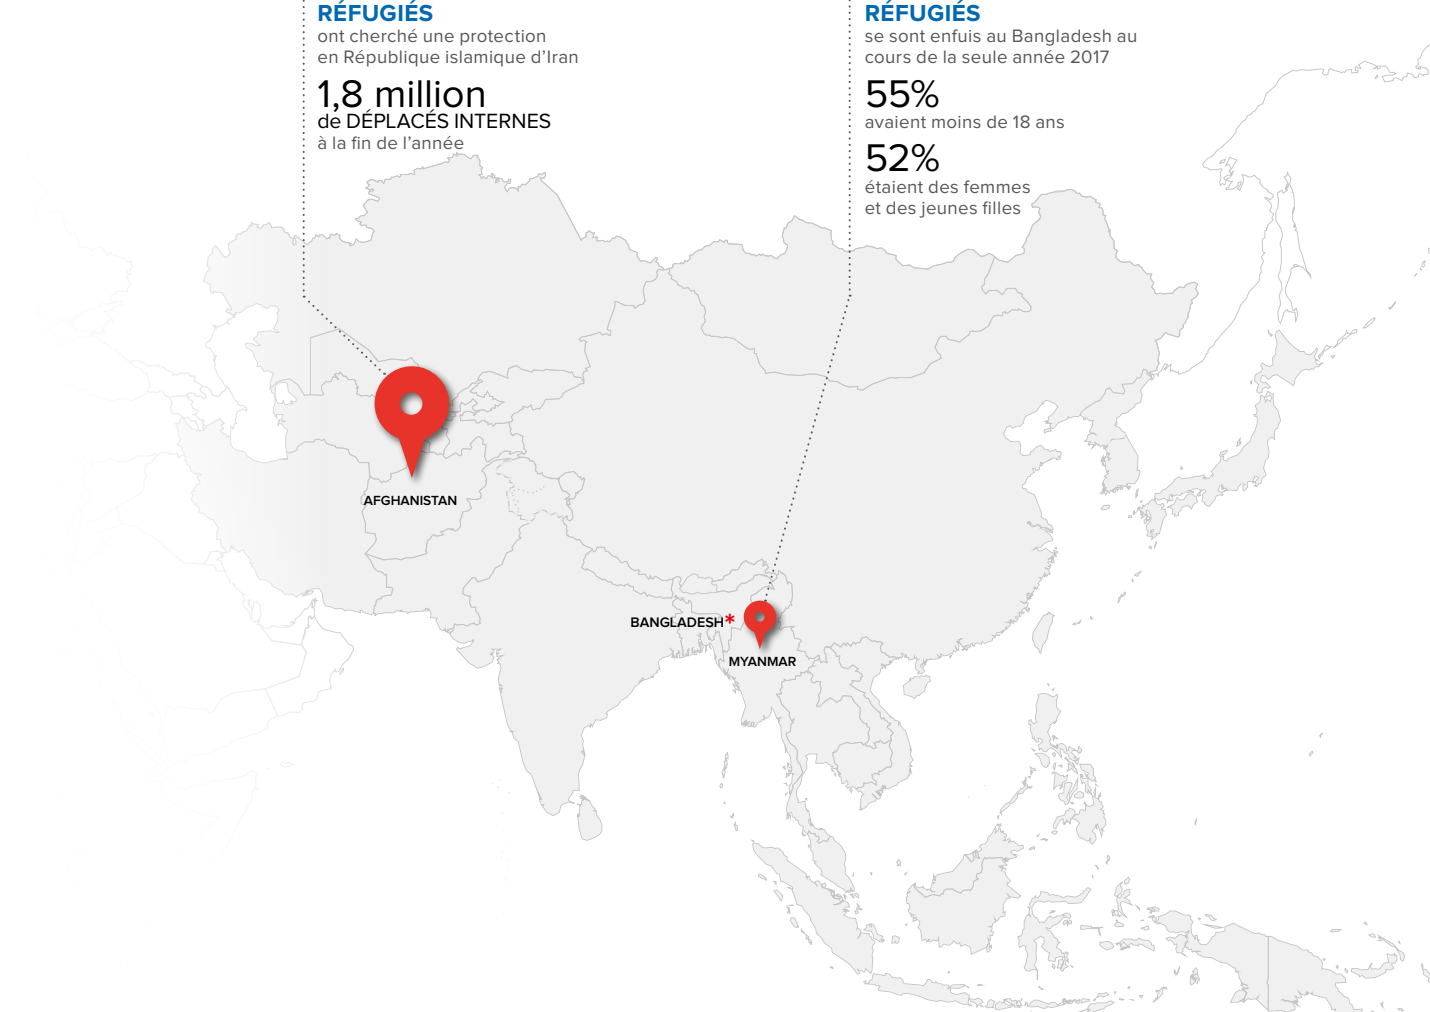 RÉFUGIÉS
ont cherché une protection
en République islamique d’Iran
1,8 million
de DÉPLACÉS INTERNES
à la fin de l’année
RÉFUGIÉS
se sont enfuis au Bangladesh au
cours de la seule année 2017
55%
avaient moins de 18 ans
52%
étaient des femmes
et des jeunes filles
AFGHANISTAN
BANGLADESH*
MYANMAR